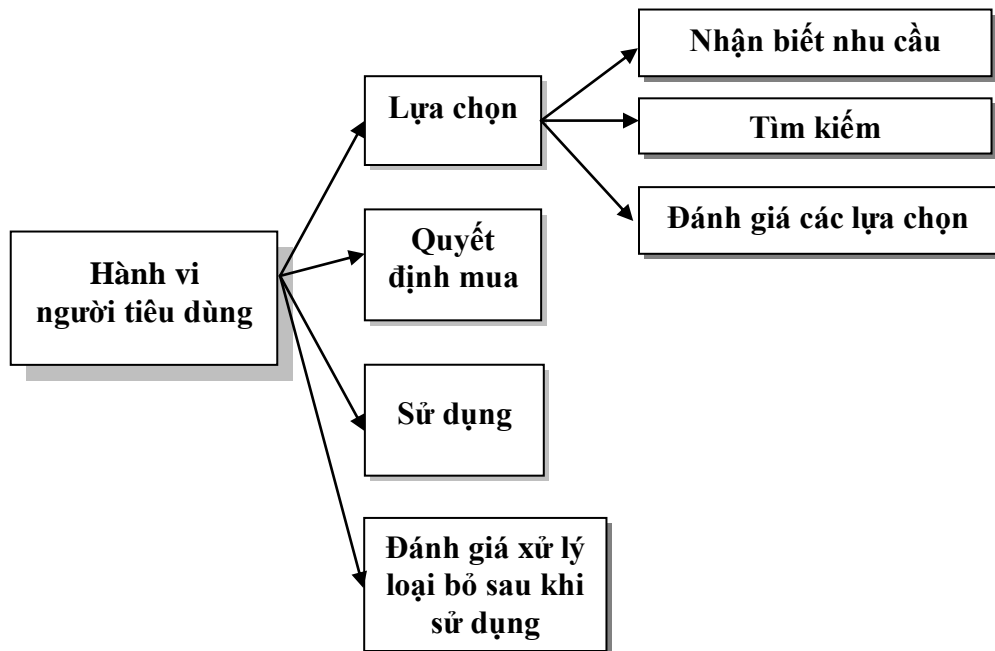 Nhận biết nhu cầu
Lựa chọn
Tìm kiếm
Đánh giá các lựa chọn
Quyết
định mua
Hành vi
người tiêu dùng
Sử dụng
Đánh giá xử lý
loại bỏ sau khi
sử dụng